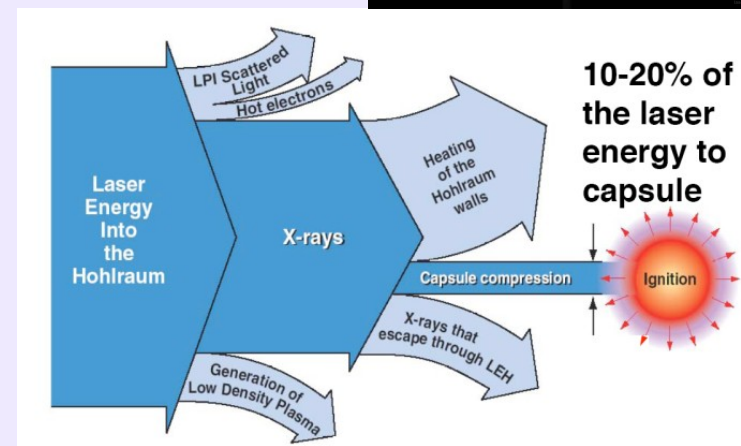 LPI Scattered
Light
Hot electrons
10-20% of
the laser
energy to
capsule
Laser
Energy
Into
the
Hohlraum
X-rays
Heating
of the
Hohlraum
walls
Capsule compression
Ignition
X-rays that
escape through LEH
Generation of
Low Density Plasma